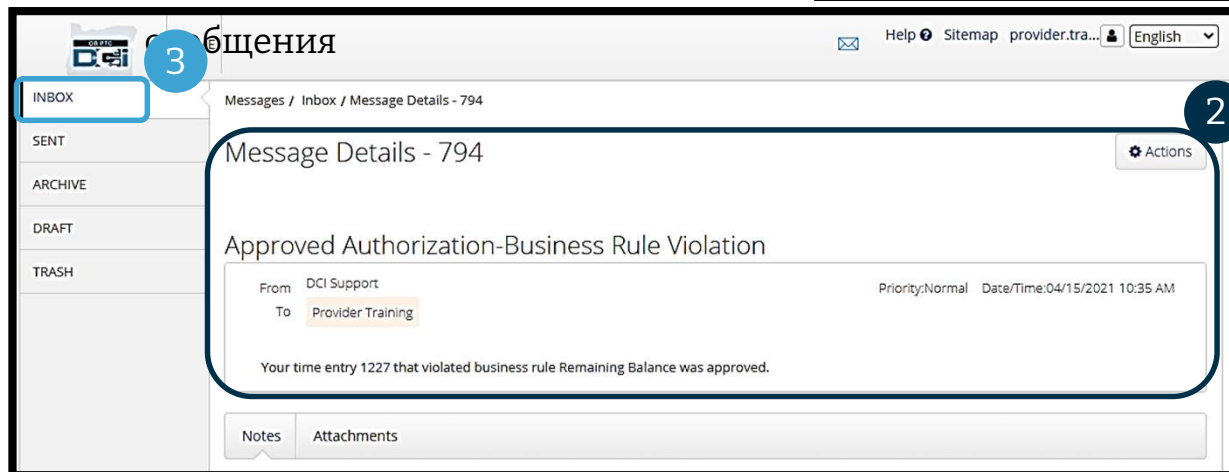 OR PTC
DCI
сообщения
Help Sitemap provider.tra... English
3
INBOX
Messages / Inbox / Message Details - 794
2
SENT
Message Details - 794
Actions
ARCHIVE
DRAFT
Approved Authorization-Business Rule Violation
TRASH
From DCI Support
Priority:Normal Date/Time:04/15/2021 10:35 AM
To Provider Training
Your time entry 1227 that violated business rule Remaining Balance was approved.
Notes Attachments